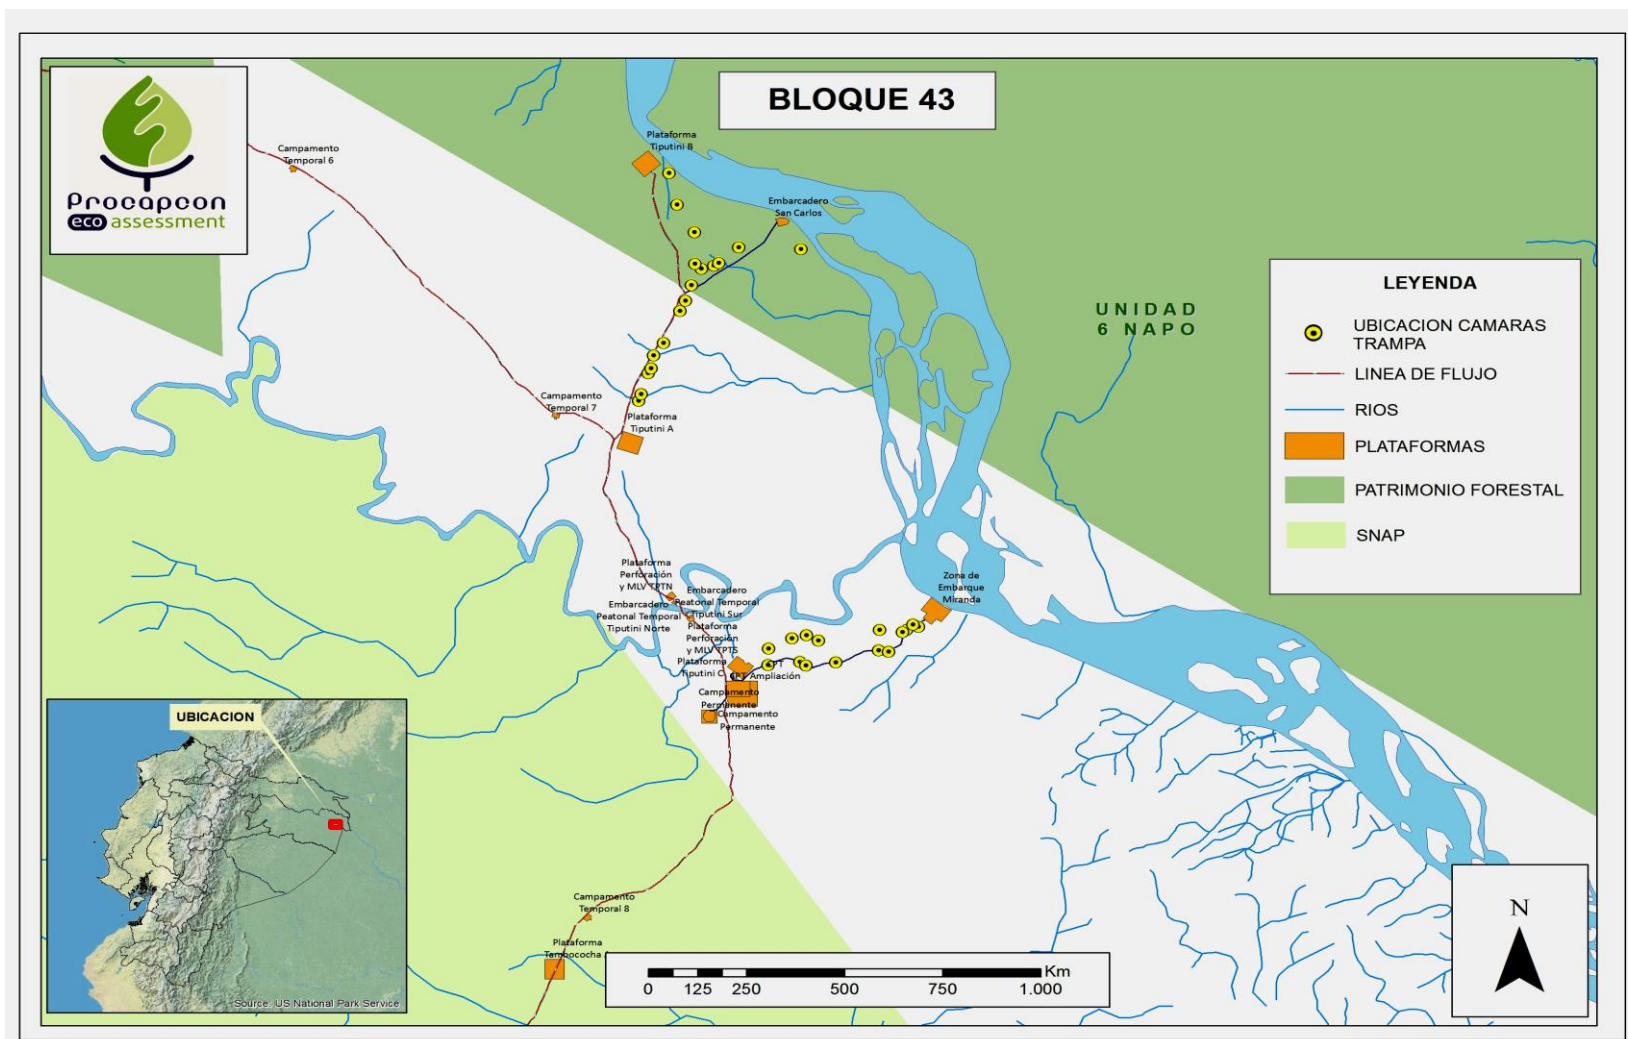 BLOQUE 43
Procapcon
eco assessment
Campamento
Temporal 6
Plataforma
Tiputini B
Embarcadero
San Carlos
UNIDAD
6 NAPO
LEYENDA
UBICACION CAMARAS
TRAMPA
LINEA DE FLUJO
RIOS
PLATAFORMAS
PATRIMONIO FORESTAL
SNAP
Campamento
Temporal 7
Plataforma
Tiputini A
Plataforma
Perforación
y MLV TPTN
Embarcadero
Peatonal Temporal
Tiputini Sur
Embarcadero
Peatonal Temporal
Tiputini Norte
Plataforma
Perforación
y MLV TPTS
Zona de
Embarque
Miranda
Plataforma
Tiputini C
CPT
CPT Ampliación
Campamento
Permanente
Campamento
Permanente
UBICACION
Source: US National Park Service
Campamento
Temporal 8
Plataforma
Tambococha
Km
0 125 250 500 750 1.000
N